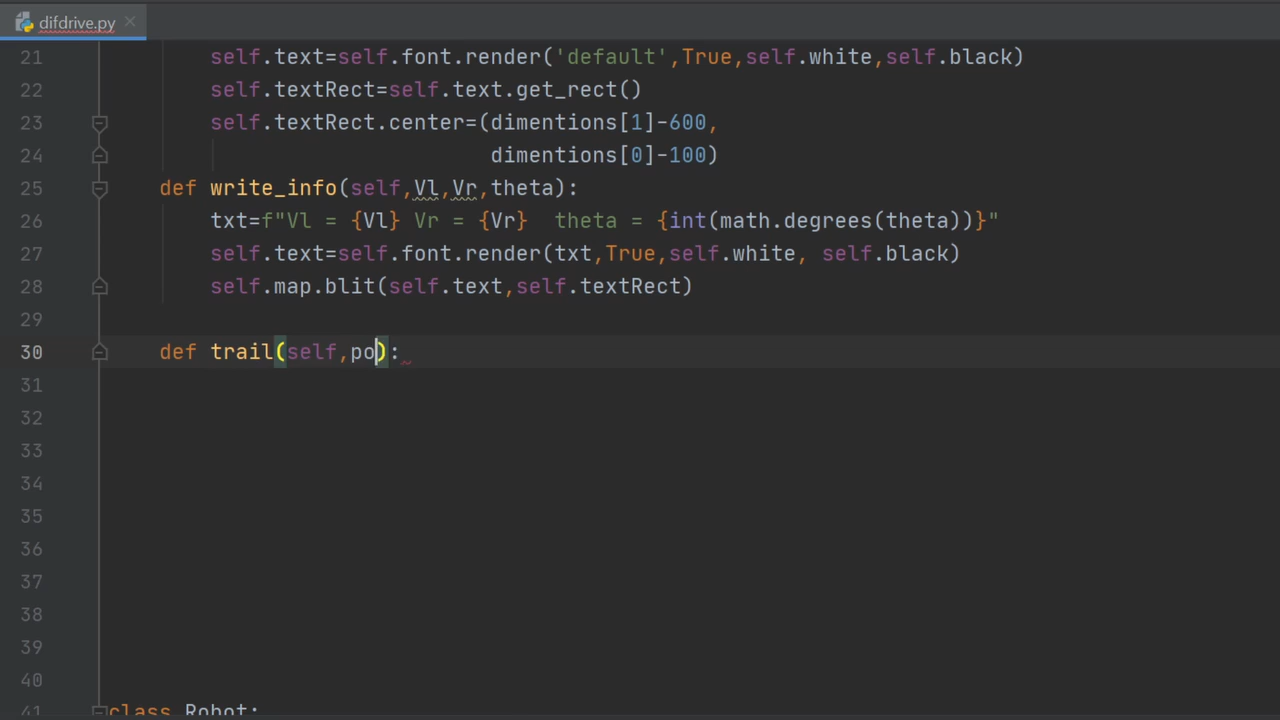 difdrive.py
21 self.text=self.font.render('default',True,self.white,self.black)
22 self.textRect=self.text.get_rect()
23 self.textRect.center=(dimentions[1]-600,
24 dimentions[0]-100)
25 def write_info(self,Vl,Vr,theta):
26 txt=f"Vl = {Vl} Vr = {Vr}  theta = {int(math.degrees(theta))}"
27 self.text=self.font.render(txt,True,self.white, self.black)
28 self.map.blit(self.text,self.textRect)
29
30 def trail(self,po):
31
32
33
34
35
36
37
38
39
40
41 class Robot: